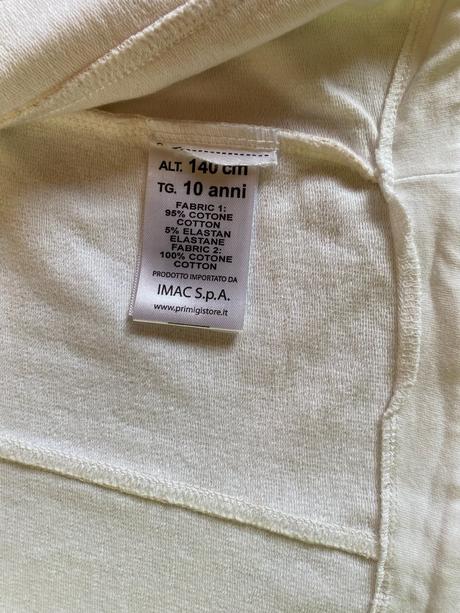 ALT. 140 cm
TG. 10 anni
FABRIC 1:
95% COTONE
COTTON
5% ELASTAN
ELASTANE
FABRIC 2:
100% COTONE
COTTON
PRODOTTO IMPORTATO DA
IMAC S.p.A.
www.primigistore.it